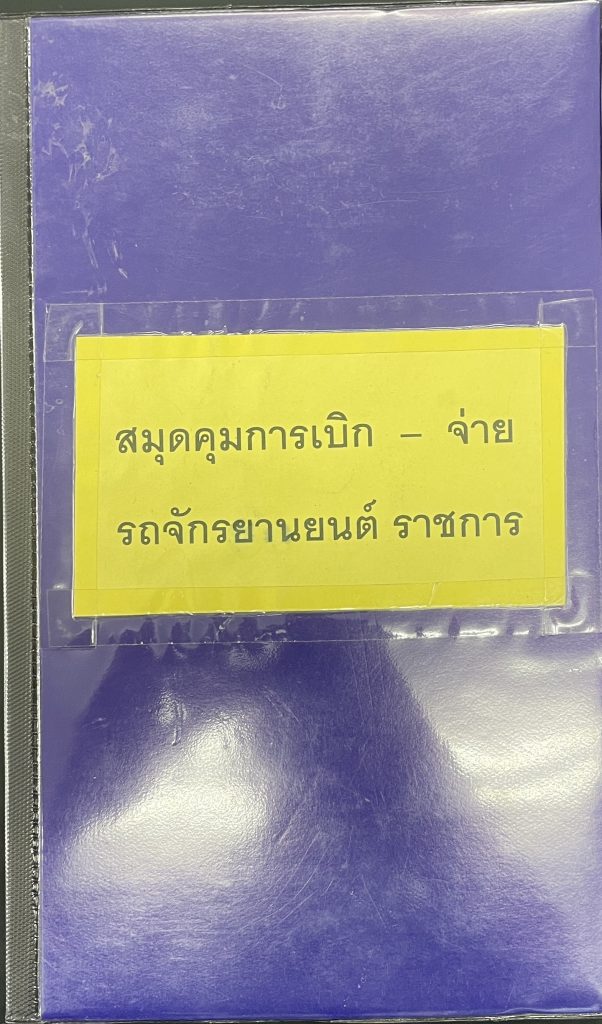 สมุดคุมการเบิก – จ่าย
รถจักรยานยนต์ ราชการ